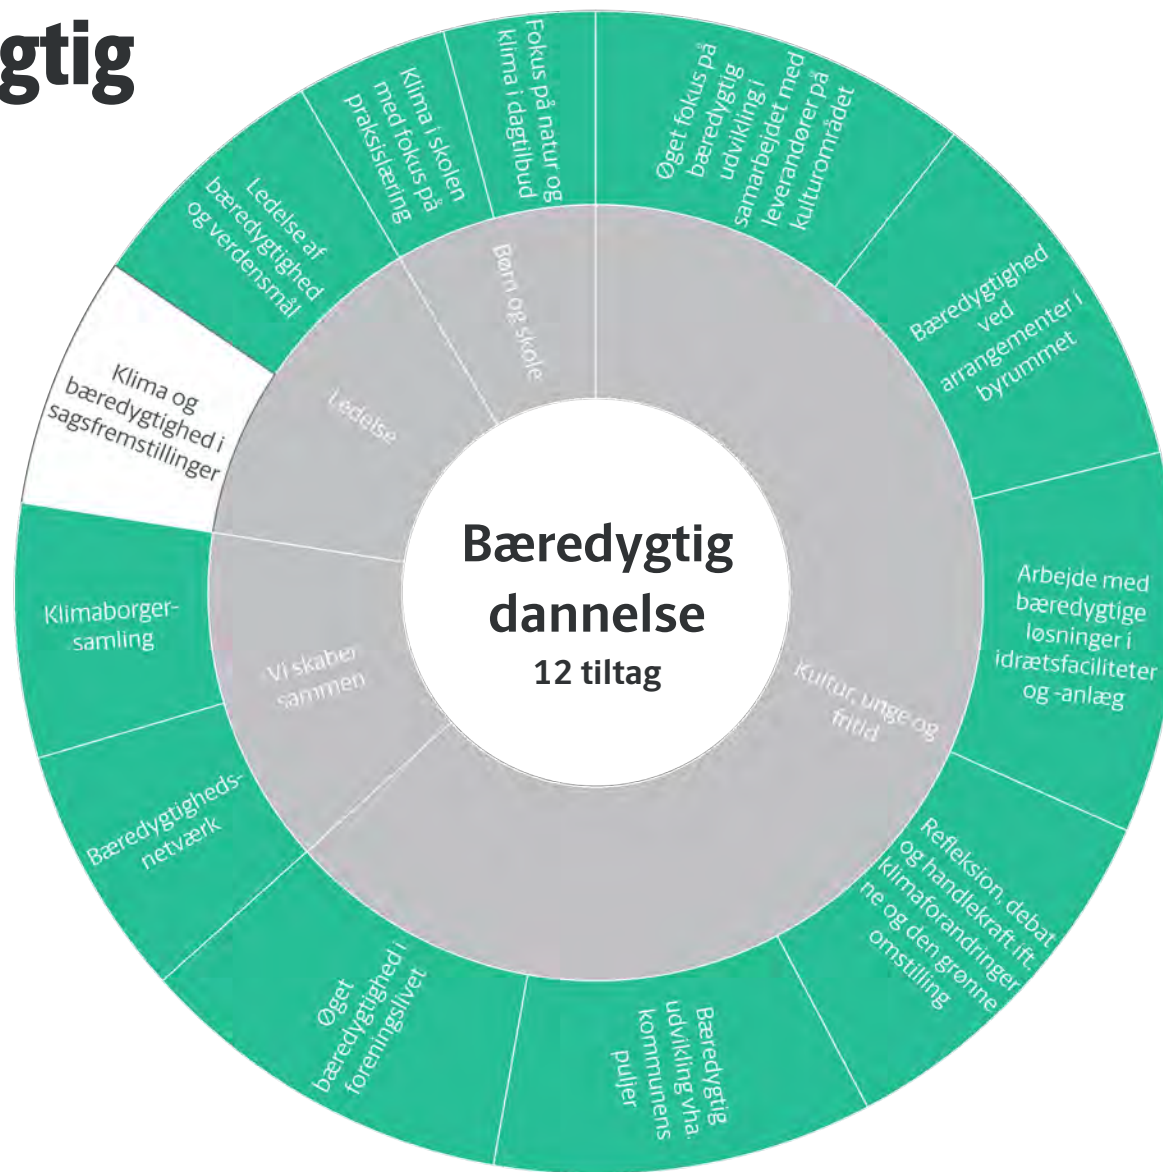 gtig
Fokus på natur og
klima i dagtilbud
Øget fokus på
bæredygtig
udvikling i
samarbejdet med
leverandører på
kulturområdet
Bæredygtighed
ved
arrangementer i
byrummet
Arbejde med
bæredygtige
løsninger i
idrætsfaciliteter
og -anlæg
Refleksion, debat
og handlekraft ift.
klimaforandringer
ne og den grønne
omstilling
Bæredygtig
udvikling vha.
kommunens
puljer
Øget
bæredygtighed i
foreningslivet
Bæredygtigheds-
netværk
Klimaborger-
samling
Klima og
bæredygtighed i
sagsfremstillinger
Ledelse af
bæredygtighed
og verdensmål
Klima i skolen
med fokus på
praksislæring
Børn og skole
Ledelse
Vi skaber
sammen
Kultur, unge og
fritid
Bæredygtig
dannelse
12 tiltag